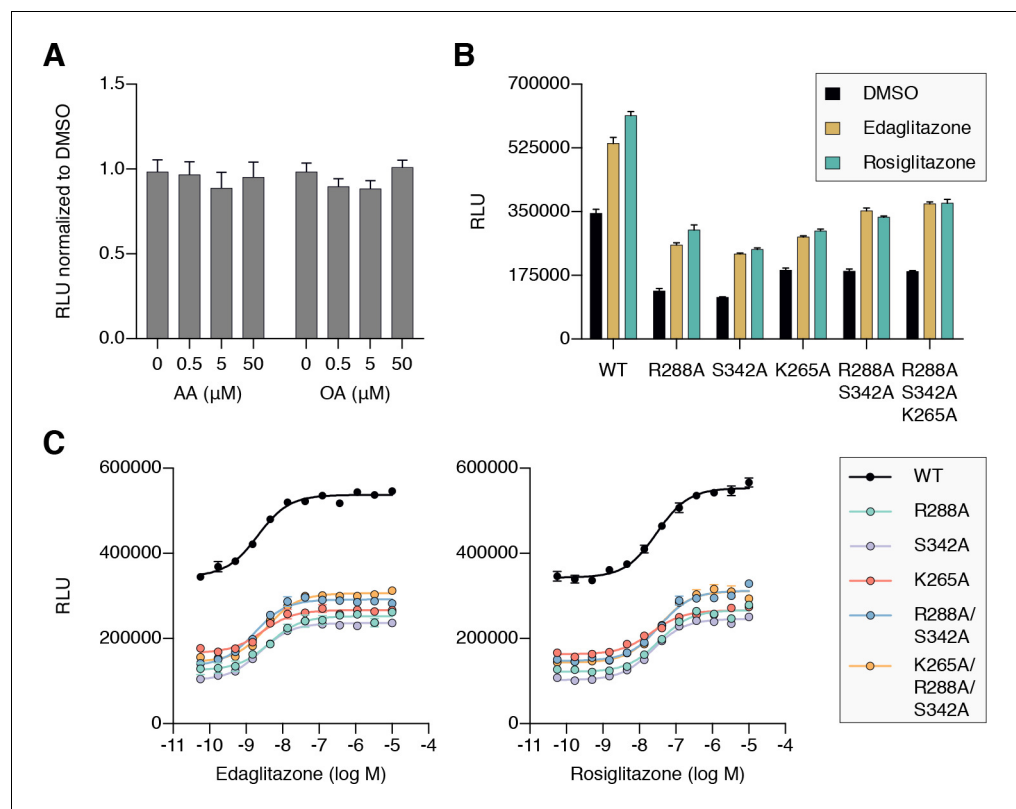 A
RLU normalized to DMSO
1.5
1.0
0.5
0.0
0 0.5 5 50 0 0.5 5 50
AA (µM) OA (µM)
B
RLU
700000
525000
350000
175000
0
DMSO
Edaglitazone
Rosiglitazone
WT R288A S342A K265A R288A R288A
S342A S342A
K265A
C
RLU
600000
400000
200000
0
-11 -10 -9 -8 -7 -6 -5 -4
Edaglitazone (log M)
600000
400000
200000
0
-11 -10 -9 -8 -7 -6 -5 -4
Rosiglitazone (log M)
WT
R288A
S342A
K265A
R288A/
S342A
K265A/
R288A/
S342A